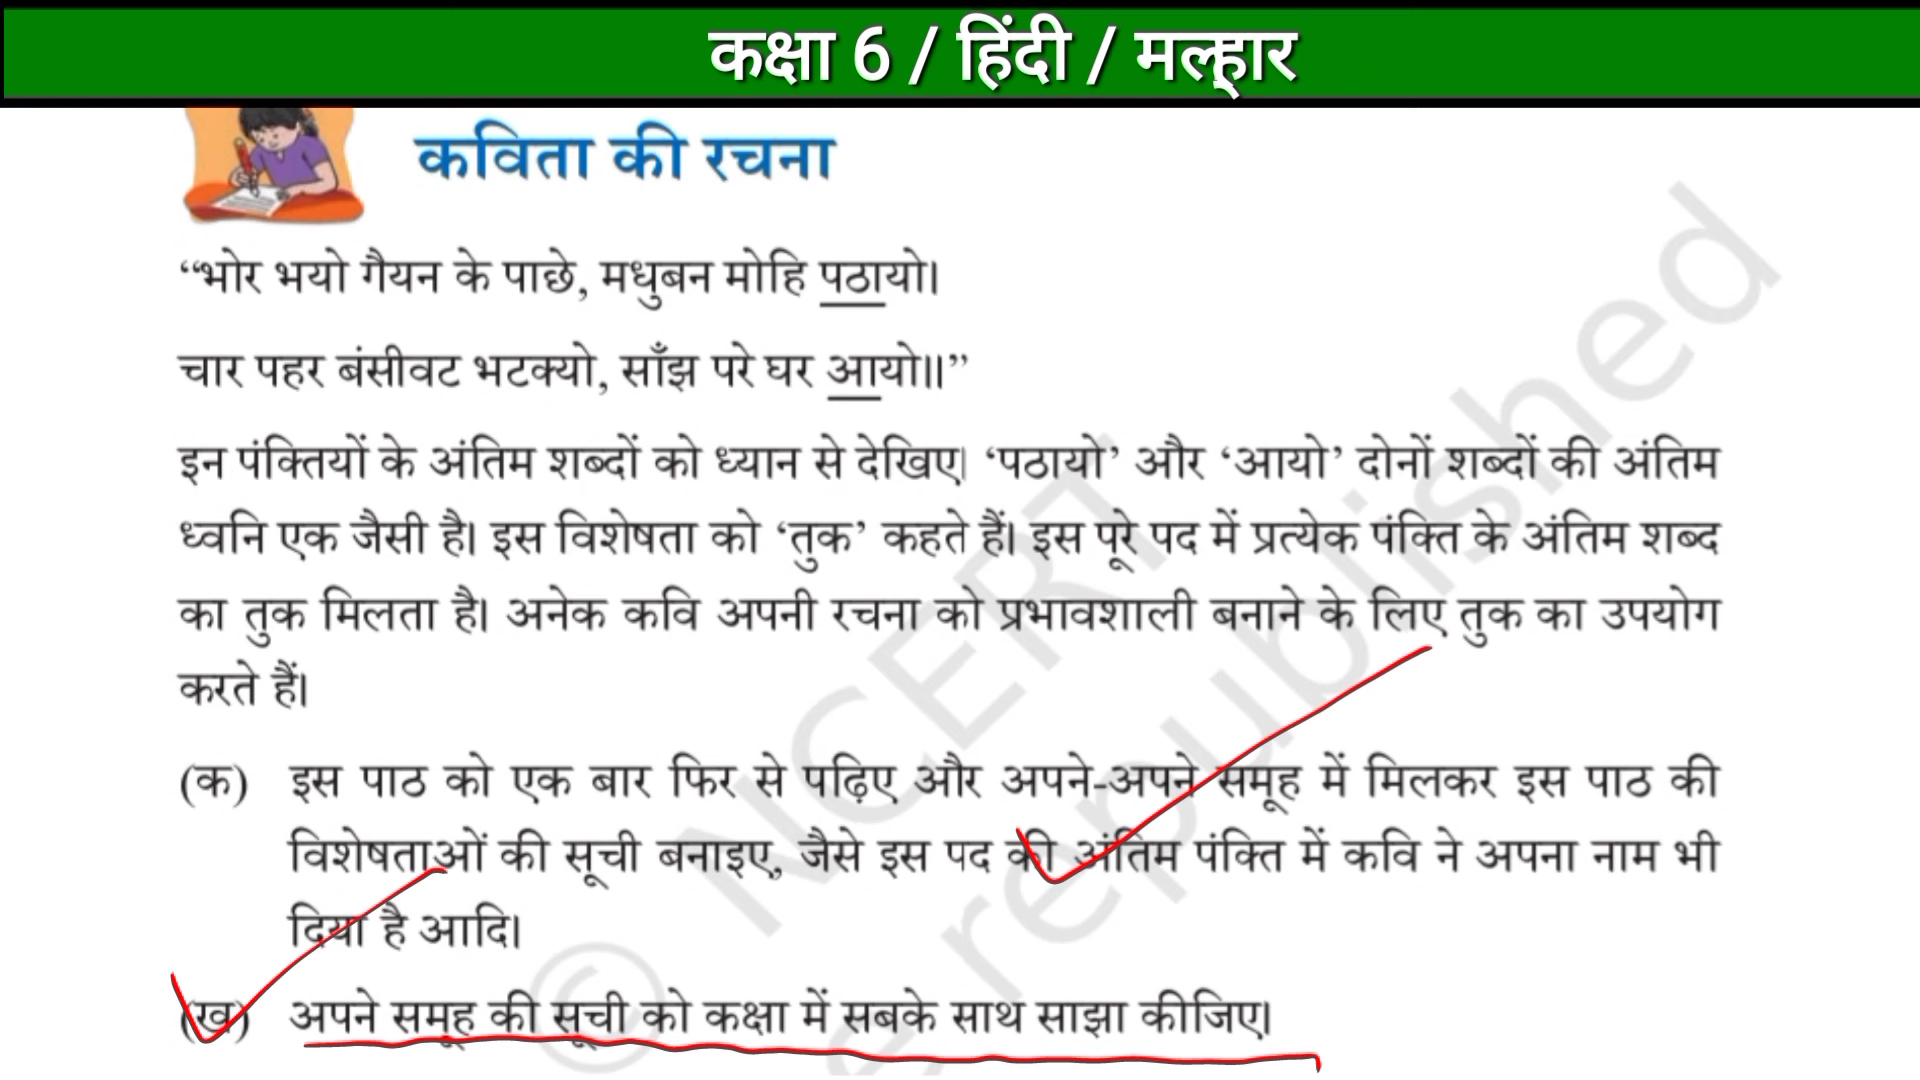 कक्षा 6 / हिंदी / मल्हार
कविता की रचना
“भोर भयो गैयन के पाछे, मधुबन मोहि पठायो।
चार पहर बंसीवट भटक्यो, साँझ परे घर आयो॥”
इन पंक्तियों के अंतिम शब्दों को ध्यान से देखिए। ‘पठायो’ और ‘आयो’ दोनों शब्दों की अंतिम
ध्वनि एक जैसी है। इस विशेषता को ‘तुक’ कहते हैं। इस पूरे पद में प्रत्येक पंक्ति के अंतिम शब्द
का तुक मिलता है। अनेक कवि अपनी रचना को प्रभावशाली बनाने के लिए तुक का उपयोग
करते हैं।
(क) इस पाठ को एक बार फिर से पढ़िए और अपने-अपने समूह में मिलकर इस पाठ की
विशेषताओं की सूची बनाइए, जैसे इस पद की अंतिम पंक्ति में कवि ने अपना नाम भी
दिया है आदि।
(ख) अपने समूह की सूची को कक्षा में सबके साथ साझा कीजिए।
© NCERT
republished